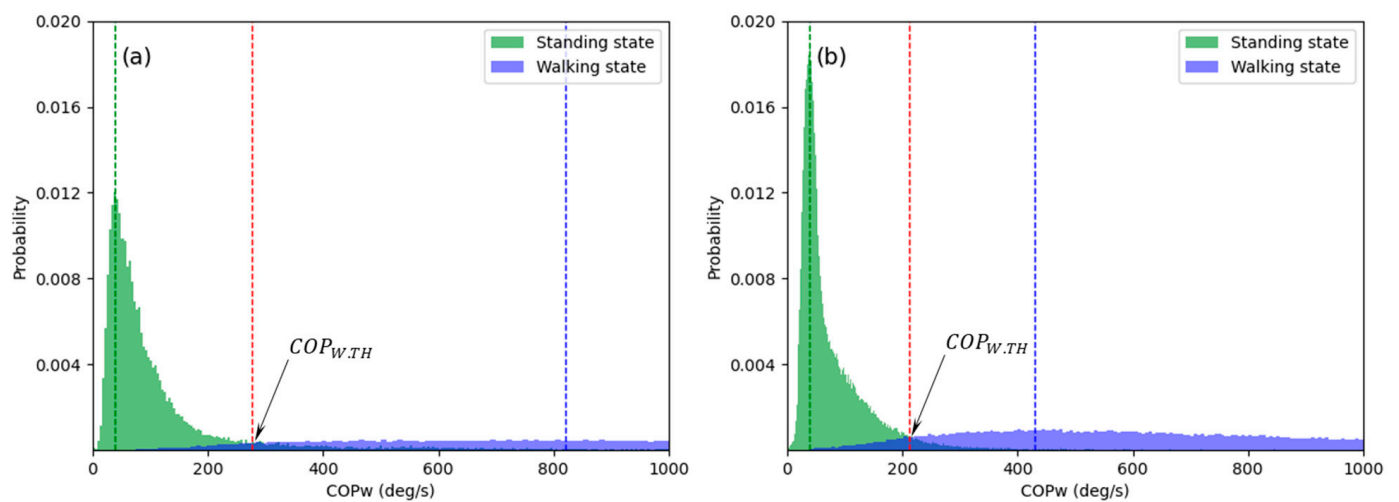 0.020
0.016
0.012
0.008
0.004
Probability
(a)
Standing state
Walking state
COP_{W.TH}
0 200 400 600 800 1000
COPw (deg/s)
0.020
0.016
0.012
0.008
0.004
Probability
(b)
Standing state
Walking state
COP_{W.TH}
0 200 400 600 800 1000
COPw (deg/s)